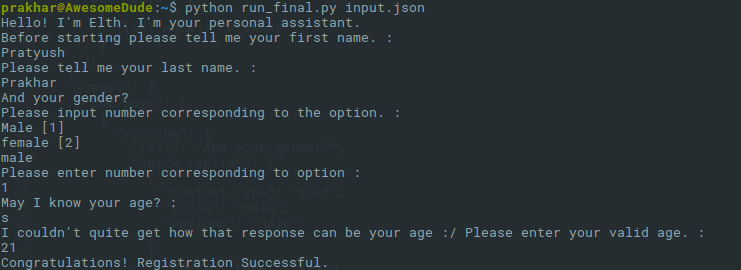 prakhar@AwesomeDude:~$ python run_final.py input.json
Hello! I'm Elth. I'm your personal assistant.
Before starting please tell me your first name. :
Pratyush
Please tell me your last name. :
Prakhar
And your gender?
Please input number corresponding to the option. :
Male [1]
female [2]
male
Please enter number corresponding to option :
1
May I know your age? :
s
I couldn't quite get how that response can be your age :/ Please enter your valid age. :
21
Congratulations! Registration Successful.